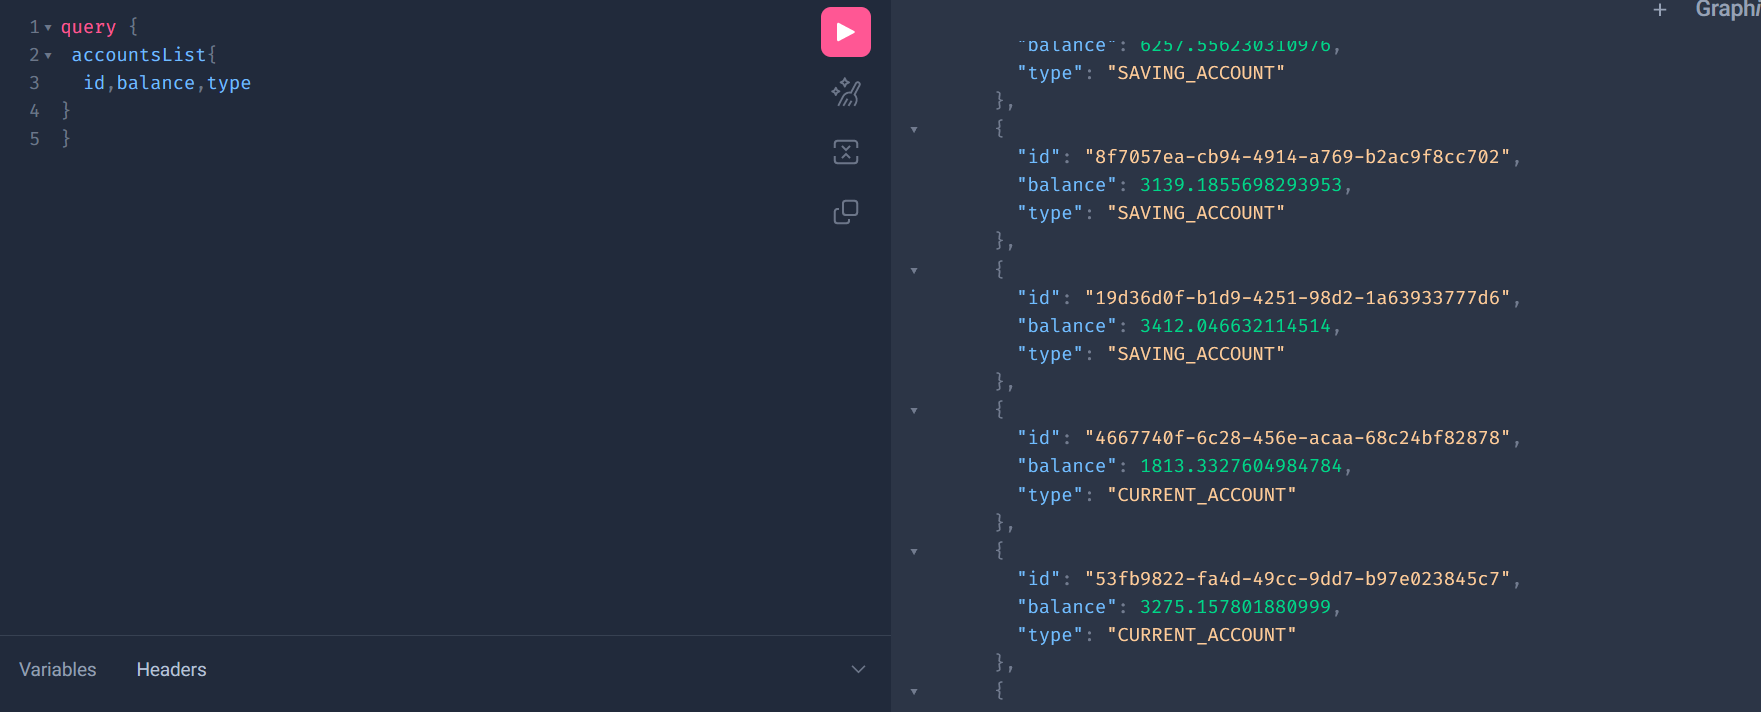 1 query {
2 accountsList{
3 id,balance,type
4 }
5 }
Variables Headers
+ Graphi
"balance": 6257.556230310976,
"type": "SAVING_ACCOUNT"
},
{
"id": "8f7057ea-cb94-4914-a769-b2ac9f8cc702",
"balance": 3139.1855698293953,
"type": "SAVING_ACCOUNT"
},
{
"id": "19d36d0f-b1d9-4251-98d2-1a63933777d6",
"balance": 3412.046632114514,
"type": "SAVING_ACCOUNT"
},
{
"id": "4667740f-6c28-456e-acaa-68c24bf82878",
"balance": 1813.3327604984784,
"type": "CURRENT_ACCOUNT"
},
{
"id": "53fb9822-fa4d-49cc-9dd7-b97e023845c7",
"balance": 3275.157801880999,
"type": "CURRENT_ACCOUNT"
},
{